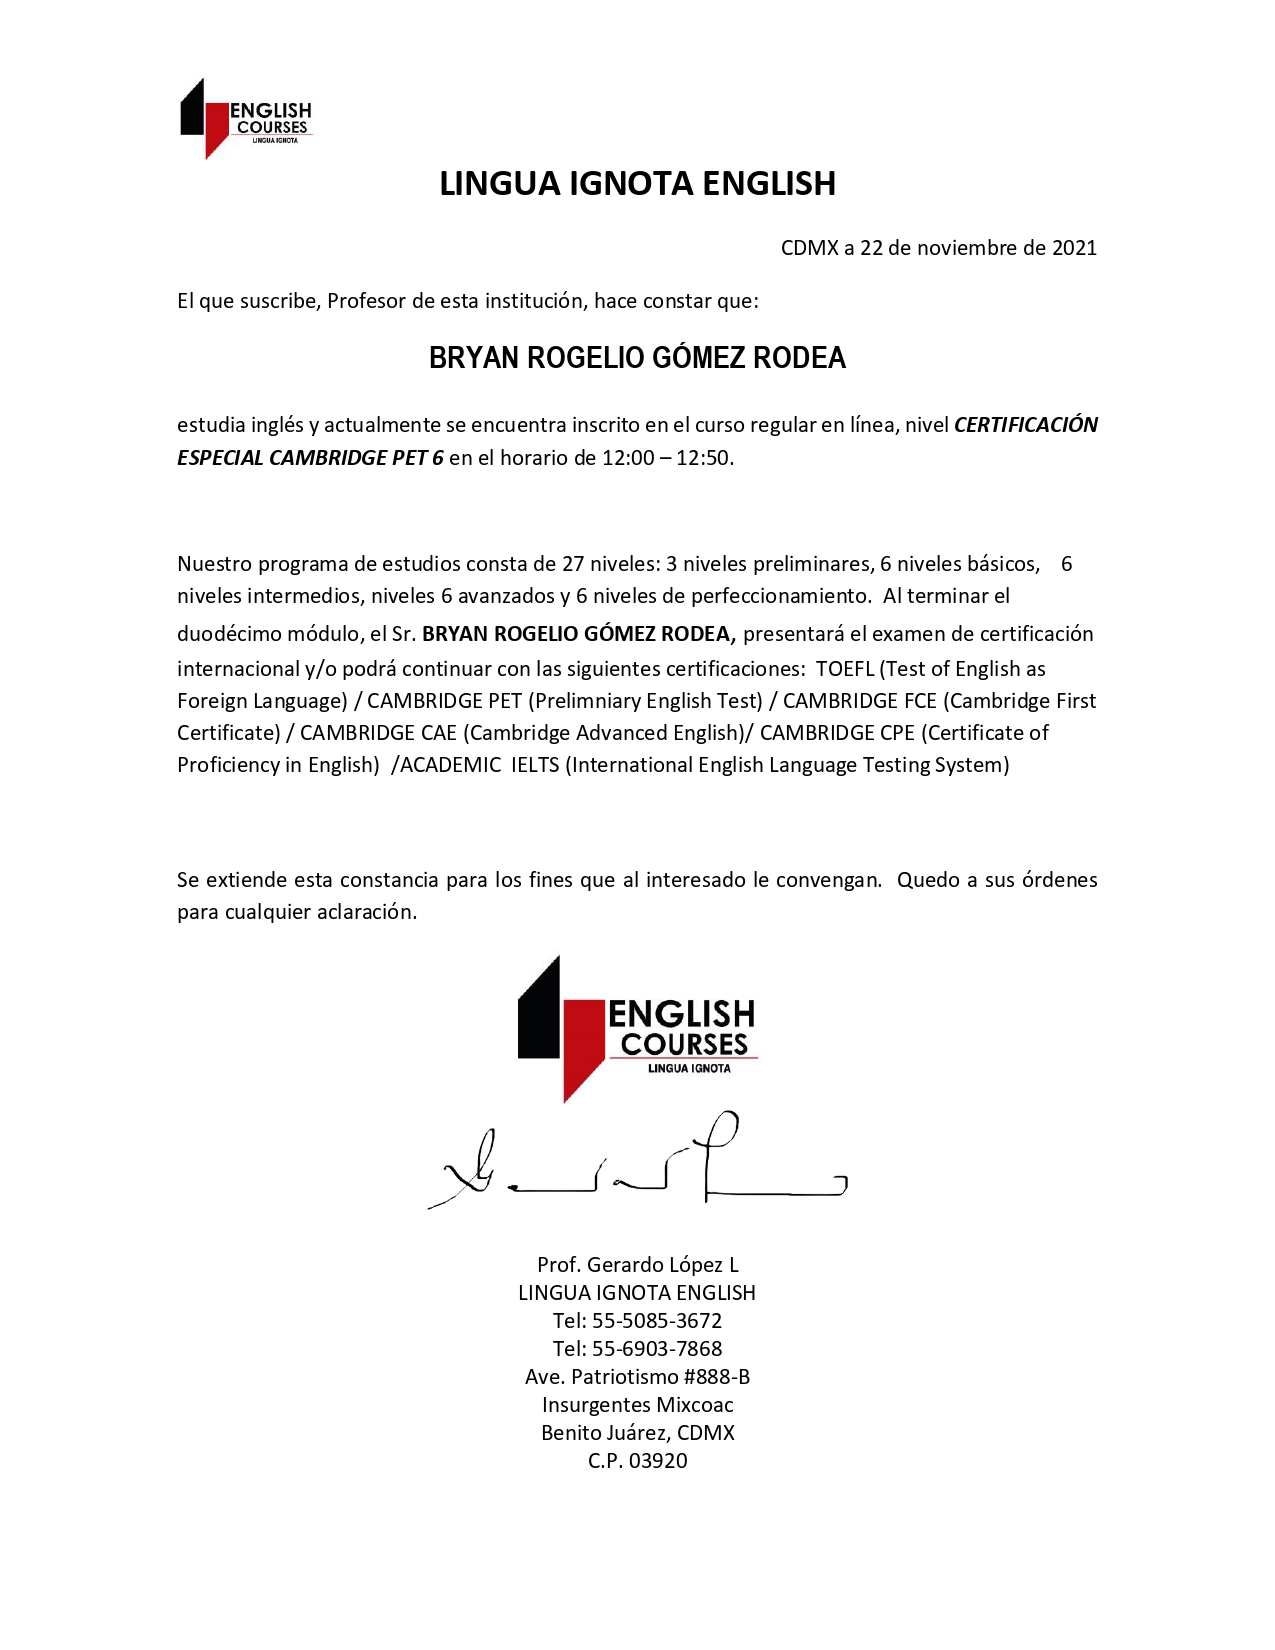 ENGLISH
COURSES
LINGUA IGNOTA
LINGUA IGNOTA ENGLISH
CDMX a 22 de noviembre de 2021
El que suscribe, Profesor de esta institución, hace constar que:
BRYAN ROGELIO GÓMEZ RODEA
estudia inglés y actualmente se encuentra inscrito en el curso regular en línea, nivel CERTIFICACIÓN
ESPECIAL CAMBRIDGE PET 6 en el horario de 12:00 – 12:50.
Nuestro programa de estudios consta de 27 niveles: 3 niveles preliminares, 6 niveles básicos, 6
niveles intermedios, niveles 6 avanzados y 6 niveles de perfeccionamiento. Al terminar el
duodécimo módulo, el Sr. BRYAN ROGELIO GÓMEZ RODEA, presentará el examen de certificación
internacional y/o podrá continuar con las siguientes certificaciones: TOEFL (Test of English as
Foreign Language) / CAMBRIDGE PET (Prelimniary English Test) / CAMBRIDGE FCE (Cambridge First
Certificate) / CAMBRIDGE CAE (Cambridge Advanced English)/ CAMBRIDGE CPE (Certificate of
Proficiency in English) /ACADEMIC IELTS (International English Language Testing System)
Se extiende esta constancia para los fines que al interesado le convengan. Quedo a sus órdenes
para cualquier aclaración.
ENGLISH
COURSES
LINGUA IGNOTA
Prof. Gerardo López L
LINGUA IGNOTA ENGLISH
Tel: 55-5085-3672
Tel: 55-6903-7868
Ave. Patriotismo #888-B
Insurgentes Mixcoac
Benito Juárez, CDMX
C.P. 03920